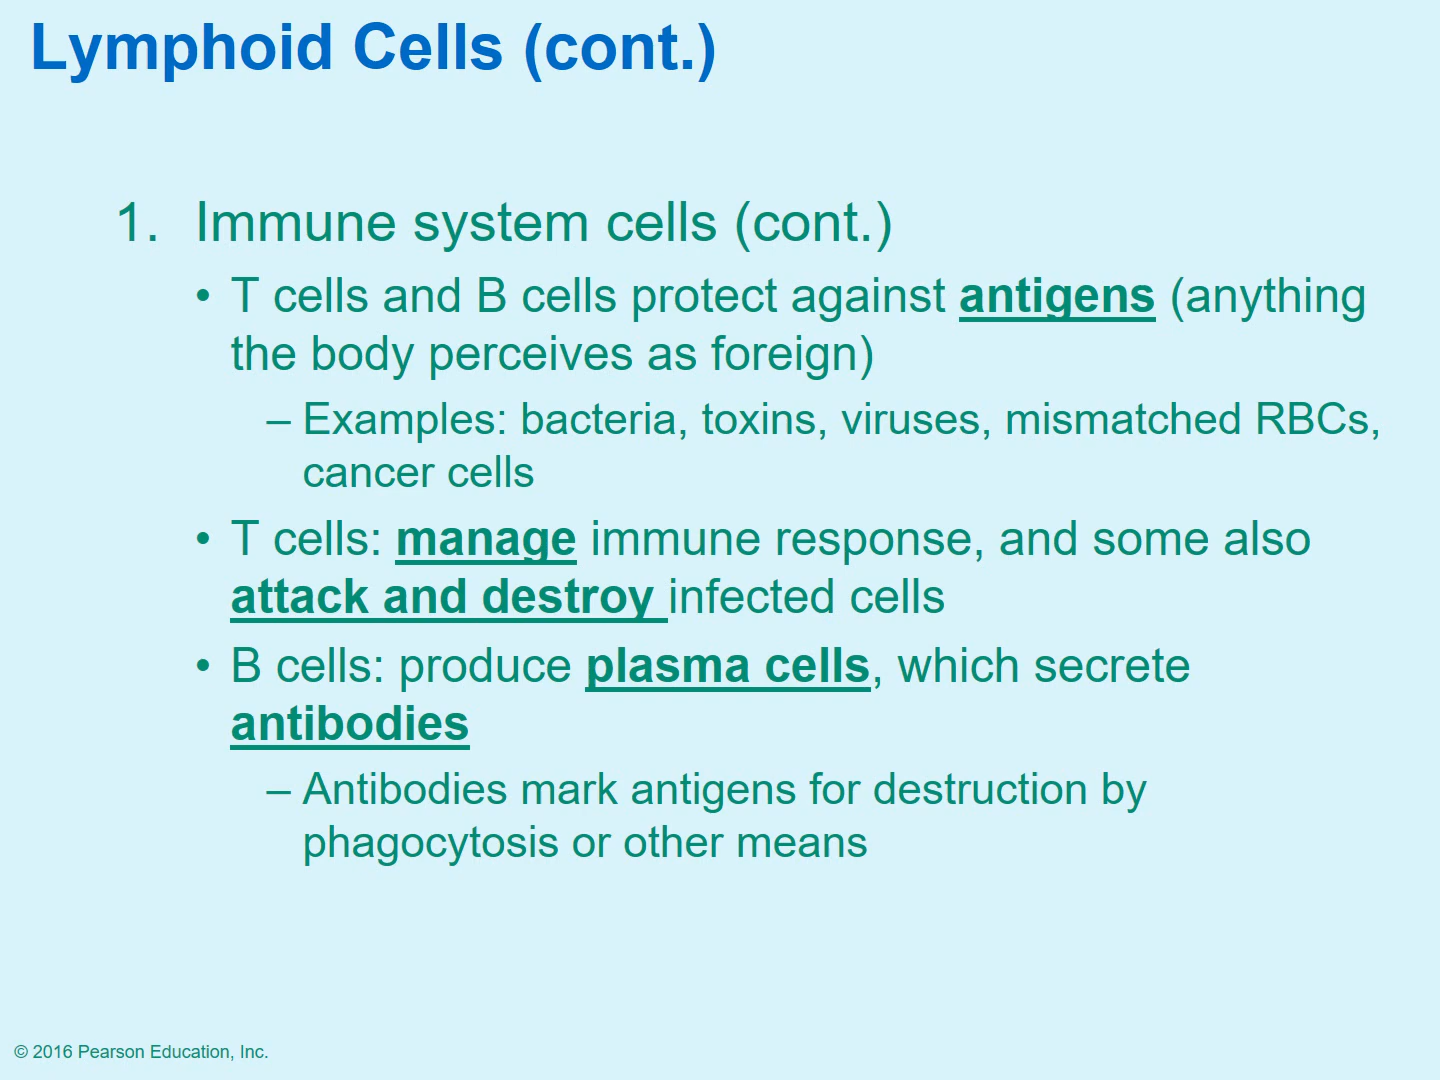 Lymphoid Cells (cont.)
1. Immune system cells (cont.)
• T cells and B cells protect against antigens (anything
the body perceives as foreign)
– Examples: bacteria, toxins, viruses, mismatched RBCs,
cancer cells
• T cells: manage immune response, and some also
attack and destroy infected cells
• B cells: produce plasma cells, which secrete
antibodies
– Antibodies mark antigens for destruction by
phagocytosis or other means
© 2016 Pearson Education, Inc.